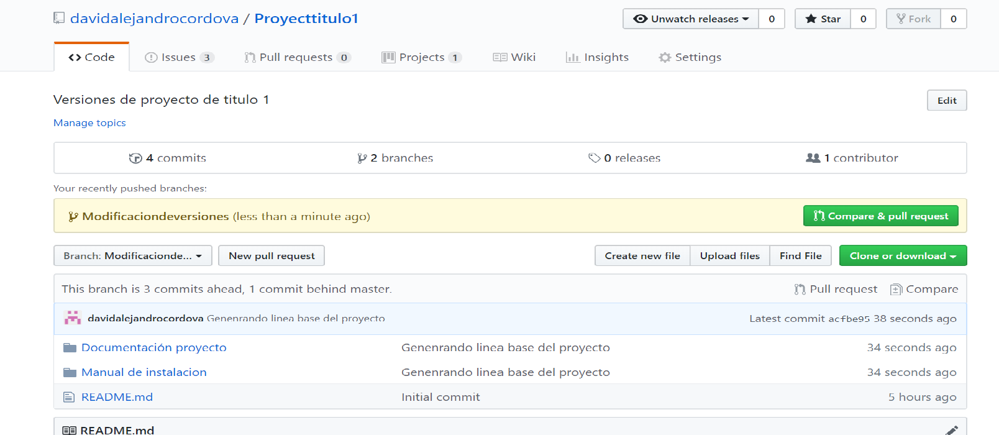 davidalejandrocordova / Proyecttitulo1 Unwatch releases 0 Star 0 Fork 0
Code Issues 3 Pull requests 0 Projects 1 Wiki Insights Settings
Versiones de proyecto de titulo 1 Edit
Manage topics
4 commits 2 branches 0 releases 1 contributor
Your recently pushed branches:
Modificaciondeversiones (less than a minute ago) Compare & pull request
Branch: Modificacionde... New pull request Create new file Upload files Find File Clone or download
This branch is 3 commits ahead, 1 commit behind master. Pull request Compare
davidalejandrocordova Genenrando linea base del proyecto Latest commit acfbe95 38 seconds ago
Documentación proyecto Genenrando linea base del proyecto 34 seconds ago
Manual de instalacion Genenrando linea base del proyecto 34 seconds ago
README.md Initial commit 5 hours ago
README.md